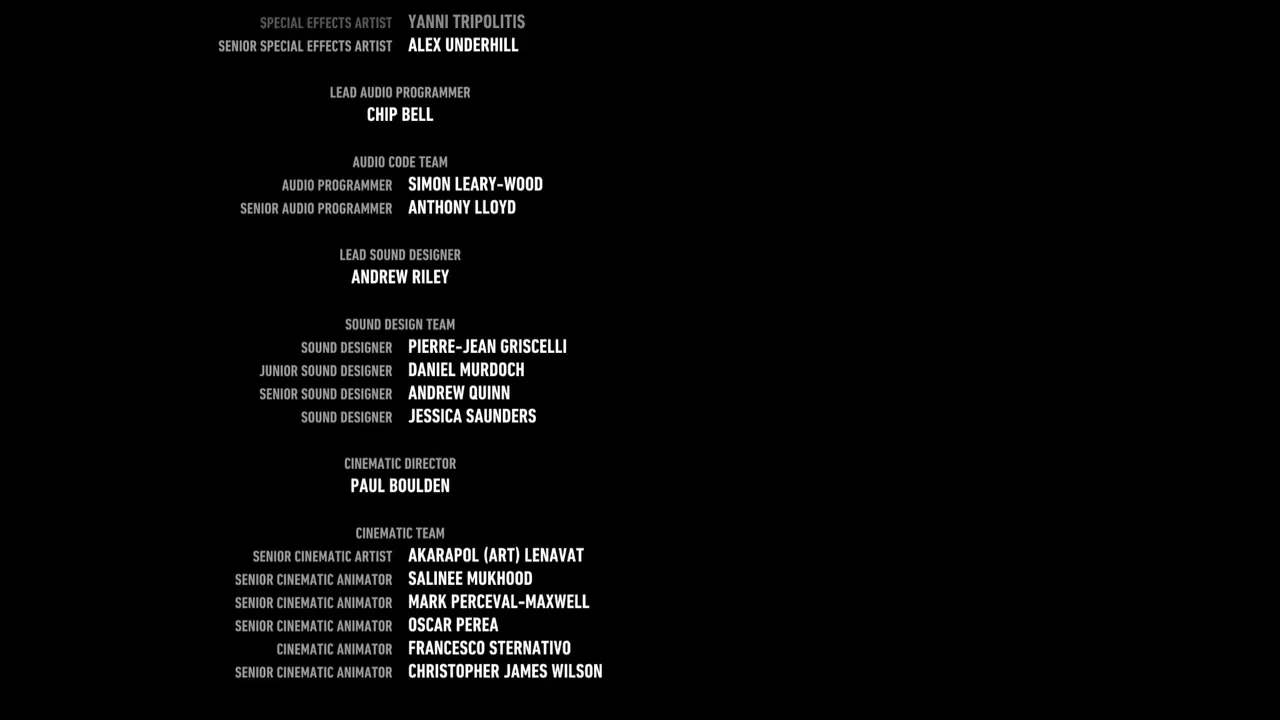 SPECIAL EFFECTS ARTIST YANNI TRIPOLITIS
SENIOR SPECIAL EFFECTS ARTIST ALEX UNDERHILL
LEAD AUDIO PROGRAMMER
CHIP BELL
AUDIO CODE TEAM
AUDIO PROGRAMMER SIMON LEARY-WOOD
SENIOR AUDIO PROGRAMMER ANTHONY LLOYD
LEAD SOUND DESIGNER
ANDREW RILEY
SOUND DESIGN TEAM
SOUND DESIGNER PIERRE-JEAN GRISCELLI
JUNIOR SOUND DESIGNER DANIEL MURDOCH
SENIOR SOUND DESIGNER ANDREW QUINN
SOUND DESIGNER JESSICA SAUNDERS
CINEMATIC DIRECTOR
PAUL BOULDEN
CINEMATIC TEAM
SENIOR CINEMATIC ARTIST AKARAPOL (ART) LENAVAT
SENIOR CINEMATIC ANIMATOR SALINEE MUKHOOD
SENIOR CINEMATIC ANIMATOR MARK PERCEVAL-MAXWELL
SENIOR CINEMATIC ANIMATOR OSCAR PEREA
CINEMATIC ANIMATOR FRANCESCO STERNATIVO
SENIOR CINEMATIC ANIMATOR CHRISTOPHER JAMES WILSON